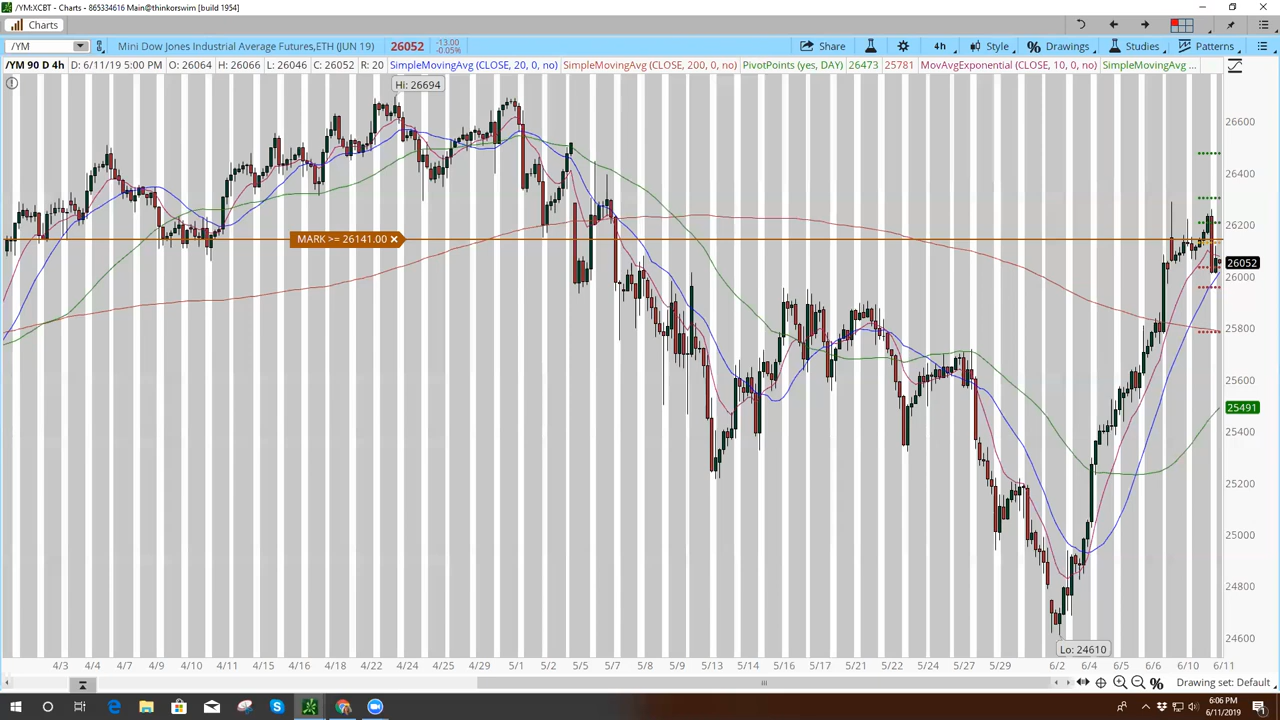 /YM:XCBT - Charts - 865334616 Main@thinkorswim [build 1954]
Charts
/YM Mini Dow Jones Industrial Average Futures,ETH (JUN 19) 26052 -13.00 -0.05% Share 4h Style Drawings Studies Patterns
/YM 90 D 4h D: 6/11/19 5:00 PM O: 26064 H: 26066 L: 26046 C: 26052 R: 20 SimpleMovingAvg (CLOSE, 20, 0, no) SimpleMovingAvg (CLOSE, 200, 0, no) PivotPoints (yes, DAY) 26473 25781 MovAvgExponential (CLOSE, 10, 0, no) SimpleMovingAvg ...
Hi: 26694
26600
26400
26200
MARK >= 26141.00
26052
26000
25800
25600
25491
25400
25200
25000
24800
24600
Lo: 24610
4/3 4/4 4/7 4/9 4/11 4/14 4/16 4/18 4/22 4/24 4/25 4/29 5/1 5/2 5/5 5/7 5/8 5/9 5/13 5/14 5/16 5/17 5/21 5/22 5/24 5/27 5/29 6/2 6/4 6/5 6/6 6/10 6/11
Drawing set: Default
6:06 PM
6/11/2019